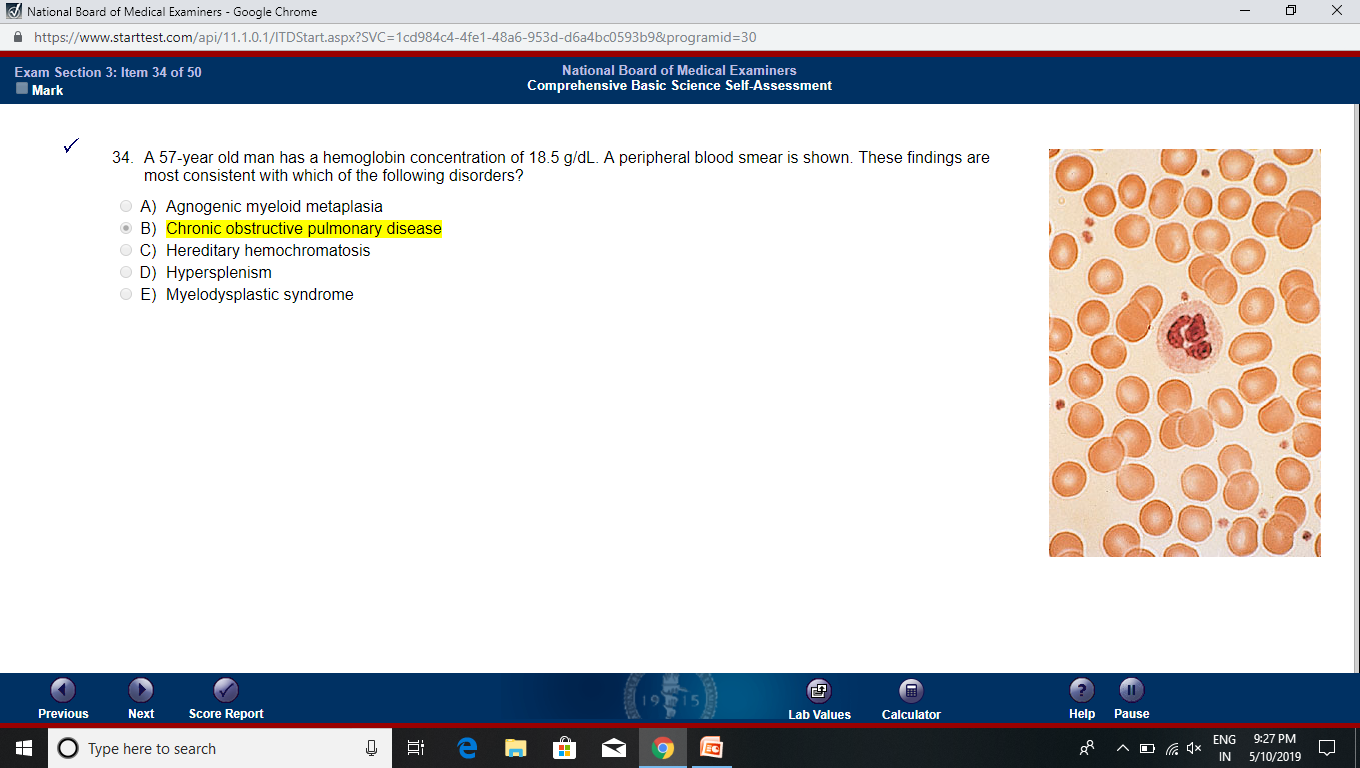 National Board of Medical Examiners - Google Chrome
https://www.starttest.com/api/11.1.0.1/ITDStart.aspx?SVC=1cd984c4-4fe1-48a6-953d-d6a4bc0593b9&programid=30
Exam Section 3: Item 34 of 50
National Board of Medical Examiners
Mark
Comprehensive Basic Science Self-Assessment
34. A 57-year old man has a hemoglobin concentration of 18.5 g/dL. A peripheral blood smear is shown. These findings are
most consistent with which of the following disorders?
A) Agnogenic myeloid metaplasia
B) Chronic obstructive pulmonary disease
C) Hereditary hemochromatosis
D) Hypersplenism
E) Myelodysplastic syndrome
1915
Previous
Next
Score Report
Lab Values
Calculator
Help
Pause
Type here to search
ENG
IN
9:27 PM
5/10/2019